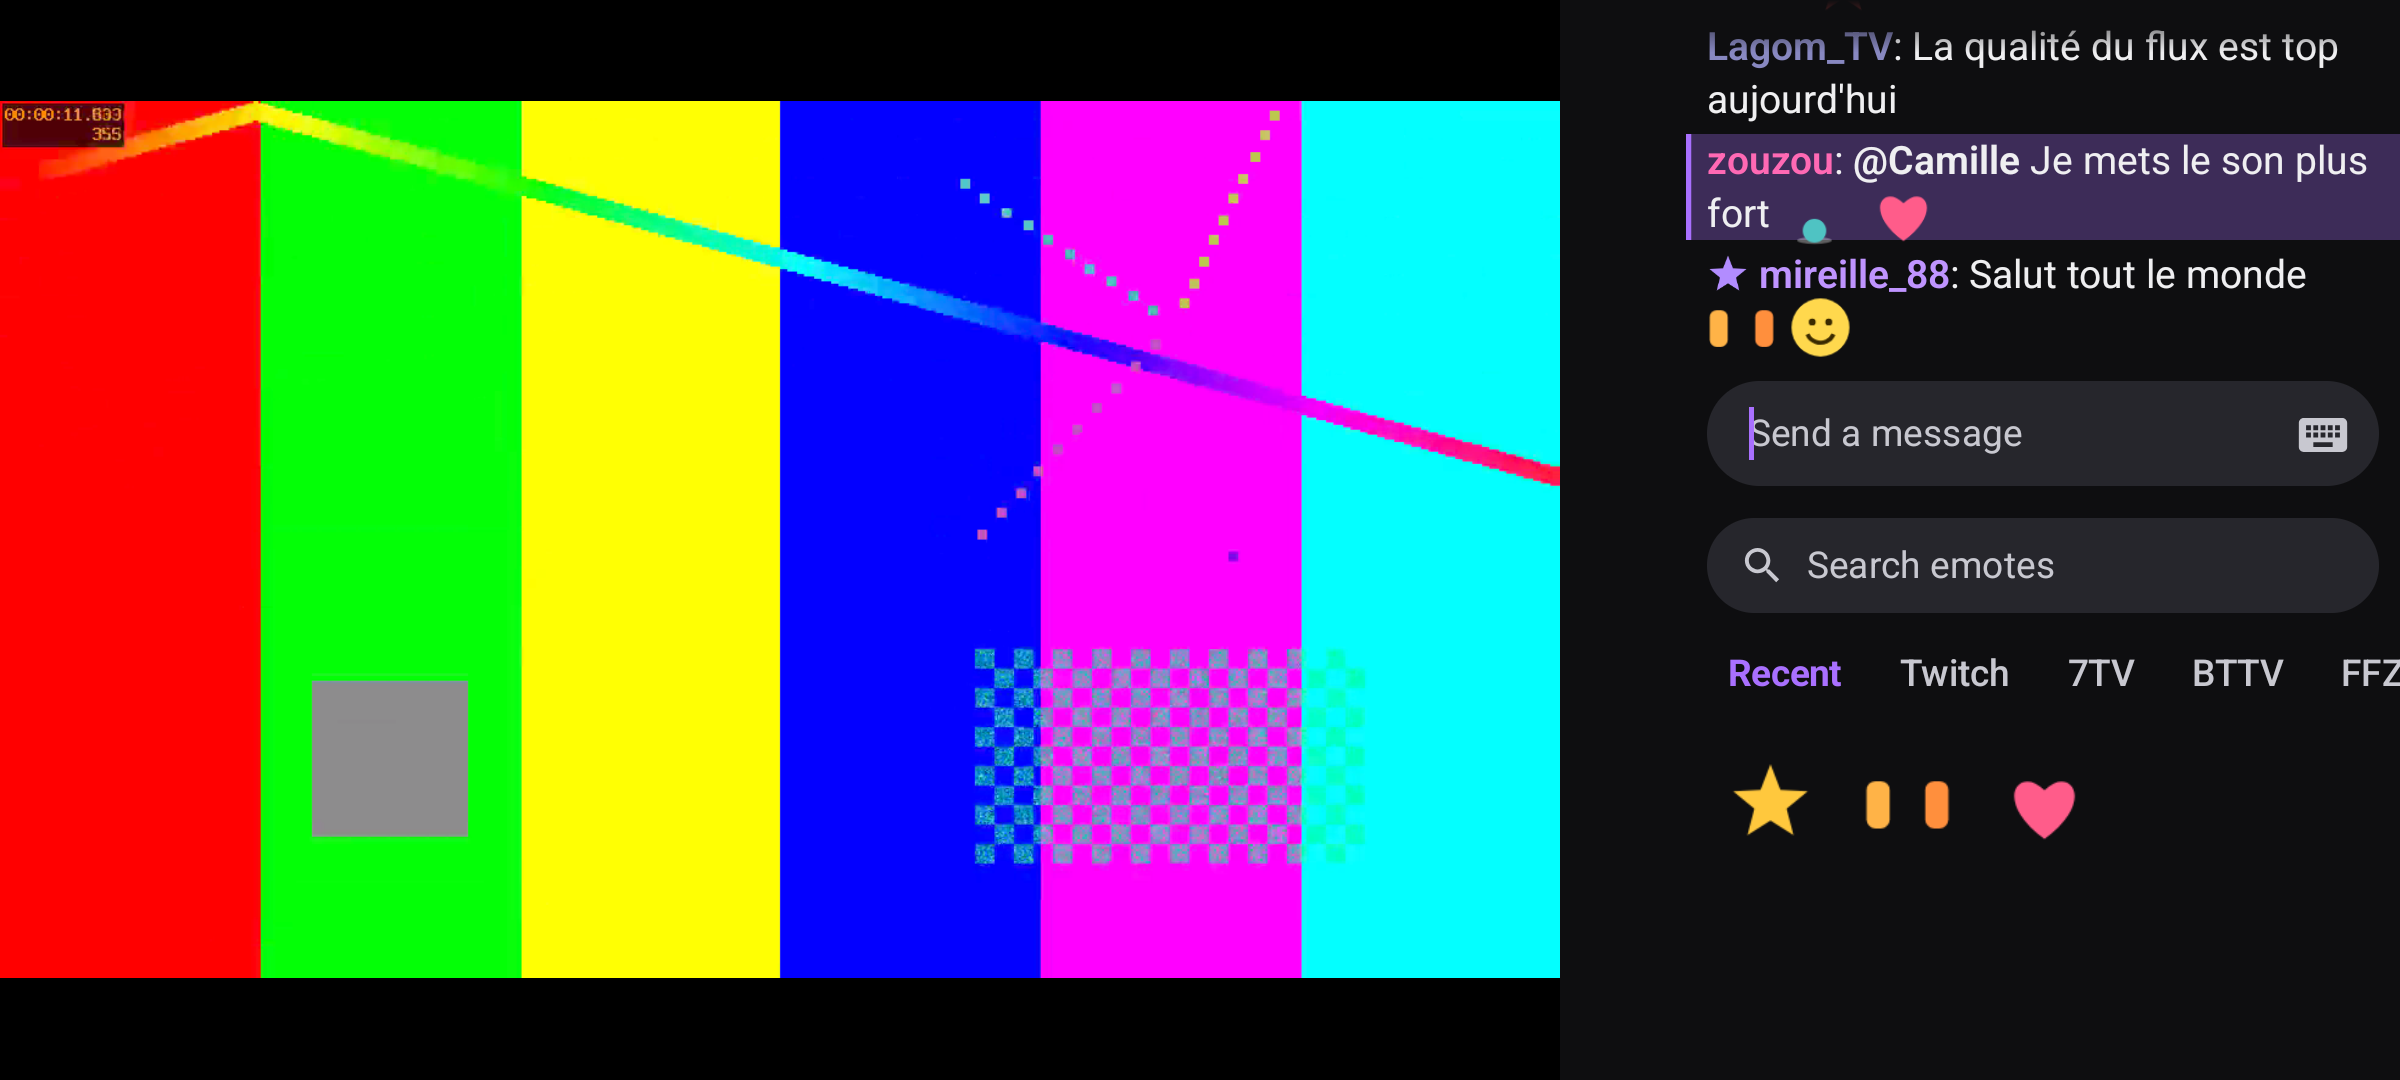 00:00:11.633
355
Lagom_TV: La qualité du flux est top
aujourd'hui
zouzou: @Camille Je mets le son plus
fort
mireille_88: Salut tout le monde
Send a message
Search emotes
Recent Twitch 7TV BTTV FFZ